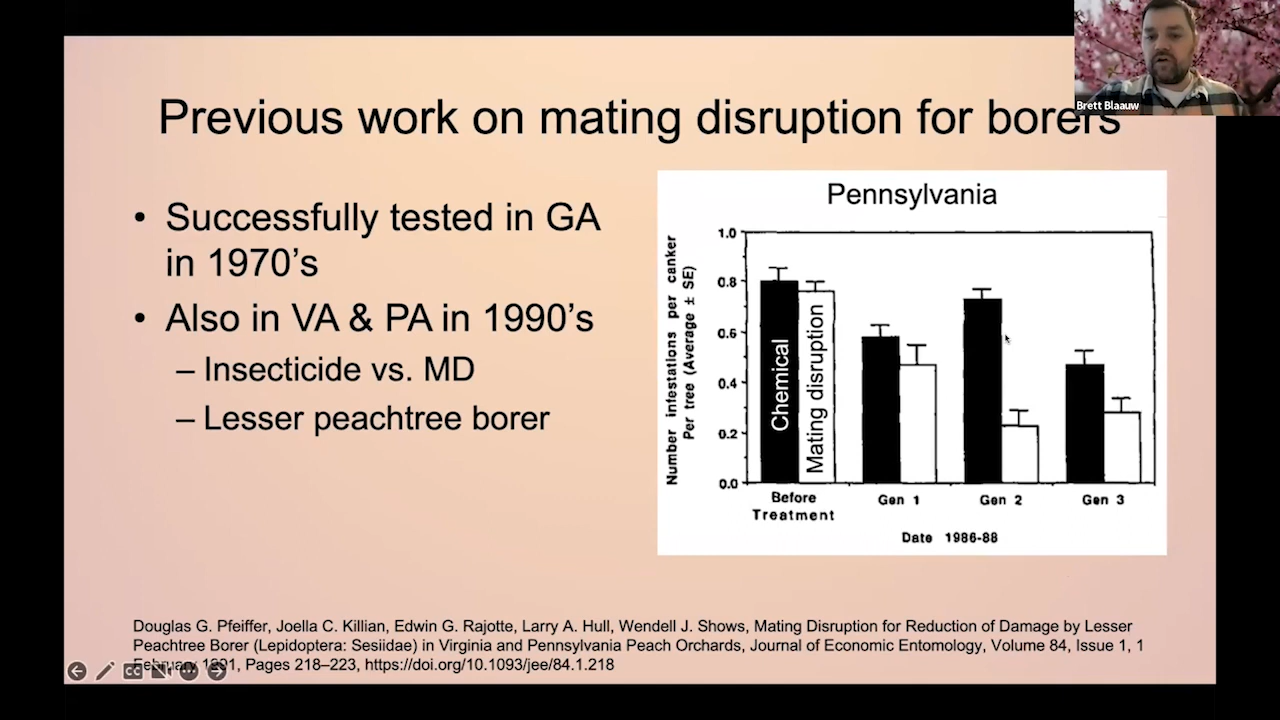 Brett Blaauw
Previous work on mating disruption for borers
• Successfully tested in GA
in 1970’s
• Also in VA & PA in 1990’s
– Insecticide vs. MD
– Lesser peachtree borer
Pennsylvania
Number infestations per canker
Per tree (Average ± SE)
1.0
0.8
0.6
0.4
0.2
0.0
Chemical
Mating disruption
Before
Treatment
Gen 1
Gen 2
Gen 3
Date 1986-88
Douglas G. Pfeiffer, Joella C. Killian, Edwin G. Rajotte, Larry A. Hull, Wendell J. Shows, Mating Disruption for Reduction of Damage by Lesser
Peachtree Borer (Lepidoptera: Sesiidae) in Virginia and Pennsylvania Peach Orchards, Journal of Economic Entomology, Volume 84, Issue 1, 1
February 1991, Pages 218–223, https://doi.org/10.1093/jee/84.1.218
CC